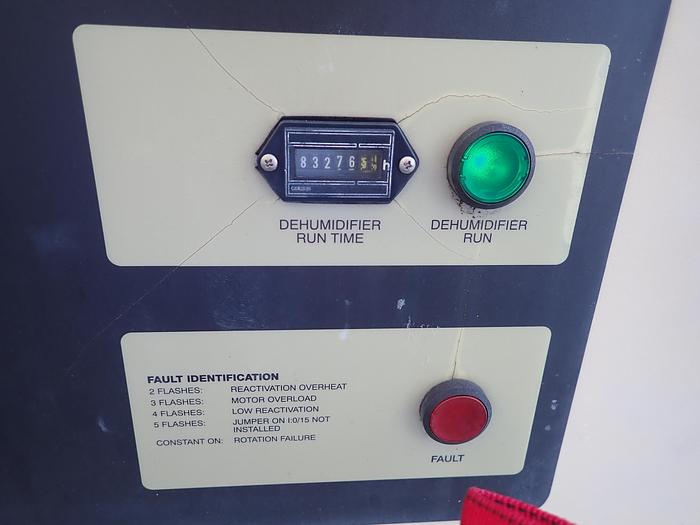 83276 h
DEHUMIDIFIER
RUN TIME
DEHUMIDIFIER
RUN
FAULT IDENTIFICATION
2 FLASHES: REACTIVATION OVERHEAT
3 FLASHES: MOTOR OVERLOAD
4 FLASHES: LOW REACTIVATION
5 FLASHES: JUMPER ON I:0/15 NOT
INSTALLED
CONSTANT ON: ROTATION FAILURE
FAULT